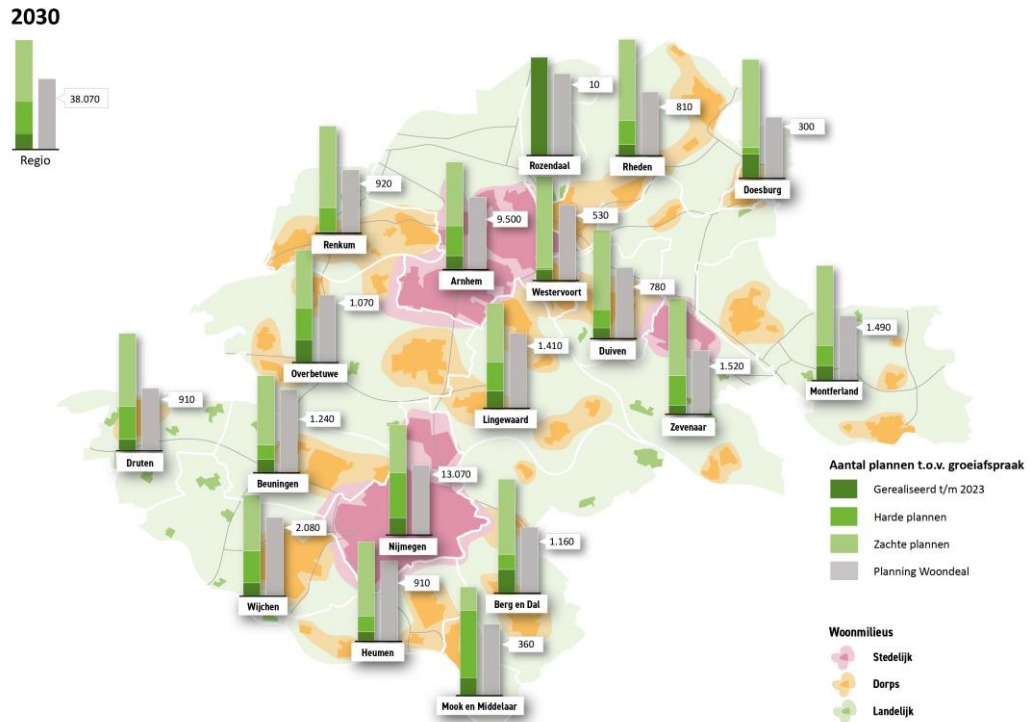 2030
38.070
Regio
10
Rozendaal
810
Rheden
300
Doesburg
920
Renkum
9.500
Arnhem
530
Westervoort
780
Duiven
1.070
Overbetuwe
1.410
Lingewaard
1.520
Zevenaar
1.490
Montferland
910
Druten
1.240
Beuningen
13.070
Nijmegen
2.080
Wijchen
910
Heumen
1.160
Berg en Dal
360
Mook en Middelaar
Aantal plannen t.o.v. groeiafspraak
Gerealiseerd t/m 2023
Harde plannen
Zachte plannen
Planning Woondeal
Woonmilieus
Stedelijk
Dorps
Landelijk